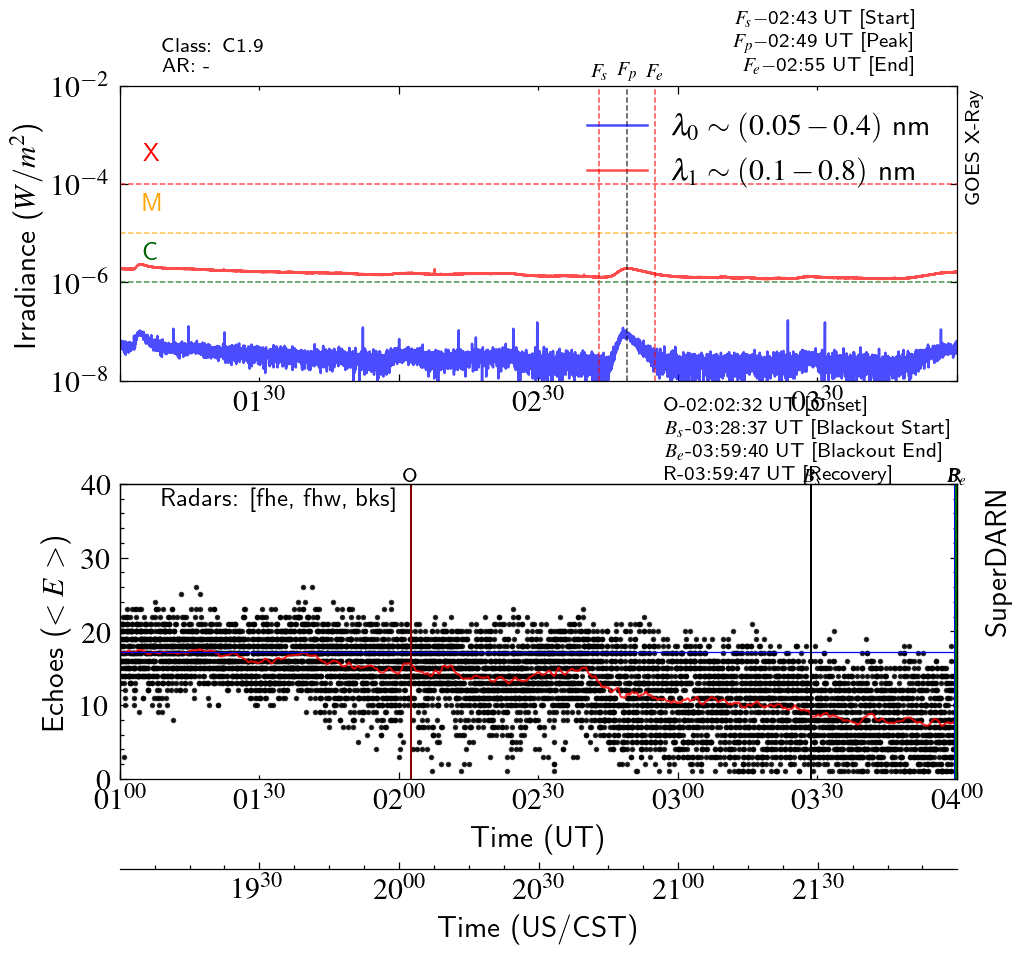 Fs−02:43 UT [Start]
Class: C1.9
Fp−02:49 UT [Peak]
AR: -
Fe−02:55 UT [End]
Fs Fp Fe
10−2
10−4
10−6
10−8
Irradiance (W/m2)
X
M
C
λ0 ∼ (0.05 − 0.4) nm
λ1 ∼ (0.1 − 0.8) nm
GOES X-Ray
0130 0230 0330
O-02:02:32 UT [Onset]
Bs-03:28:37 UT [Blackout Start]
Be-03:59:40 UT [Blackout End]
R-03:59:47 UT [Recovery]
O Bs Be
Radars: [fhe, fhw, bks]
40
30
20
10
0
Echoes (< E >)
SuperDARN
0100 0130 0200 0230 0300 0330 0400
Time (UT)
1930 2000 2030 2100 2130
Time (US/CST)